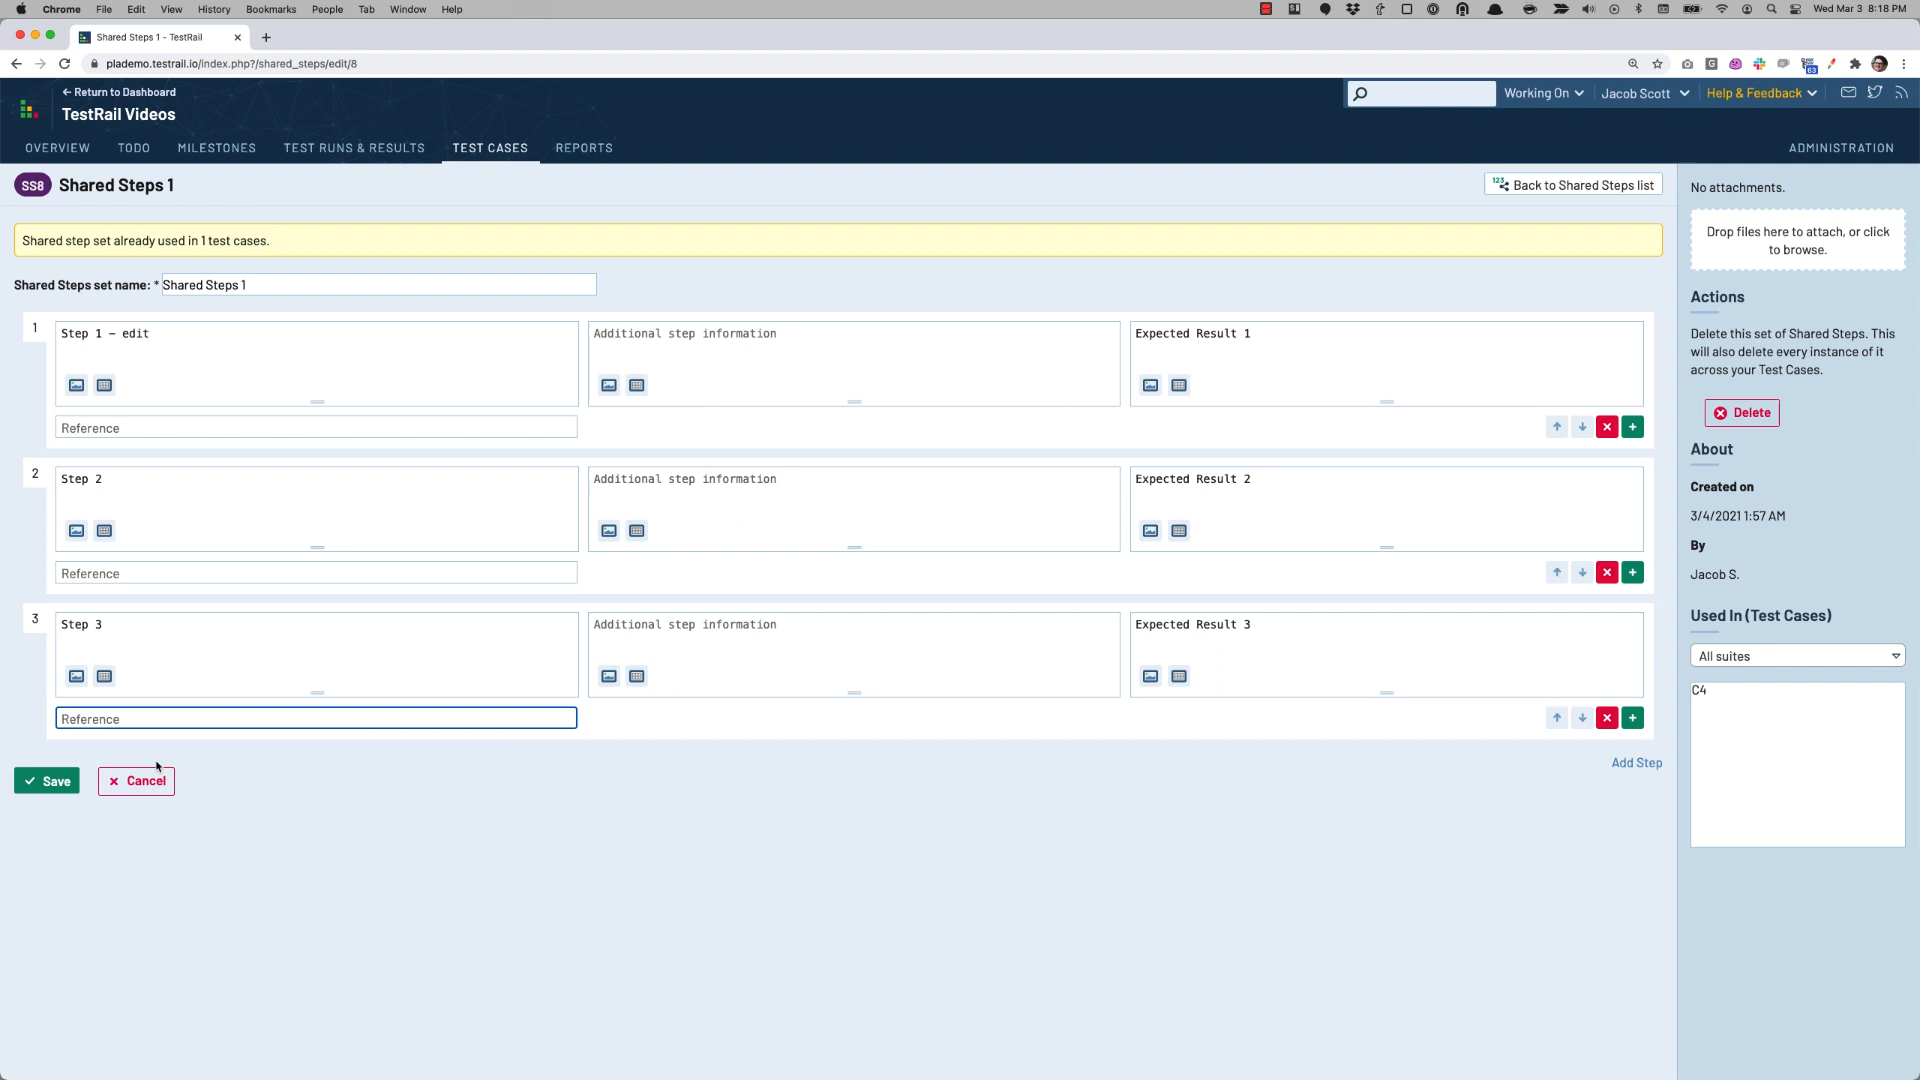 Chrome File Edit View History Bookmarks People Tab Window Help
Wed Mar 3 8:18 PM
Shared Steps 1 - TestRail
plademo.testrail.io/index.php?/shared_steps/edit/8
63
Return to Dashboard
TestRail Videos
Working On
Jacob Scott
Help & Feedback
OVERVIEW TODO MILESTONES TEST RUNS & RESULTS TEST CASES REPORTS
ADMINISTRATION
SS8 Shared Steps 1
123 Back to Shared Steps list
Shared step set already used in 1 test cases.
Shared Steps set name: * Shared Steps 1
1
Step 1 - edit
Additional step information
Expected Result 1
Reference
2
Step 2
Additional step information
Expected Result 2
Reference
3
Step 3
Additional step information
Expected Result 3
Reference
Add Step
Save
Cancel
No attachments.
Drop files here to attach, or click
to browse.
Actions
Delete this set of Shared Steps. This
will also delete every instance of it
across your Test Cases.
Delete
About
Created on
3/4/2021 1:57 AM
By
Jacob S.
Used In (Test Cases)
All suites
C4